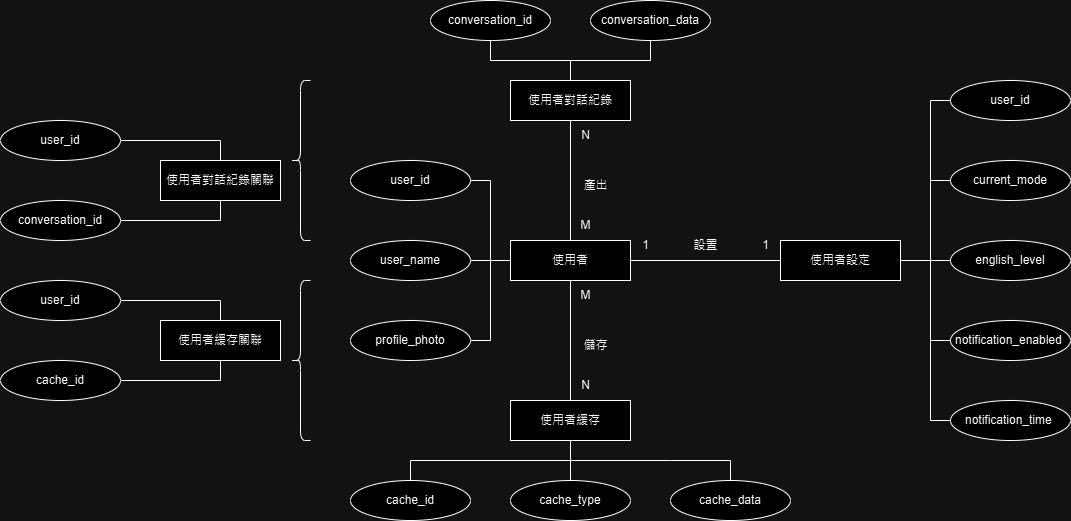 conversation_id
conversation_data
使用者對話紀錄
user_id
user_id
N
使用者對話紀錄關聯
user_id
產出
current_mode
conversation_id
M
user_name
使用者
1
設置
1
使用者設定
english_level
user_id
M
使用者緩存關聯
profile_photo
儲存
notification_enabled
cache_id
N
使用者緩存
notification_time
cache_id
cache_type
cache_data